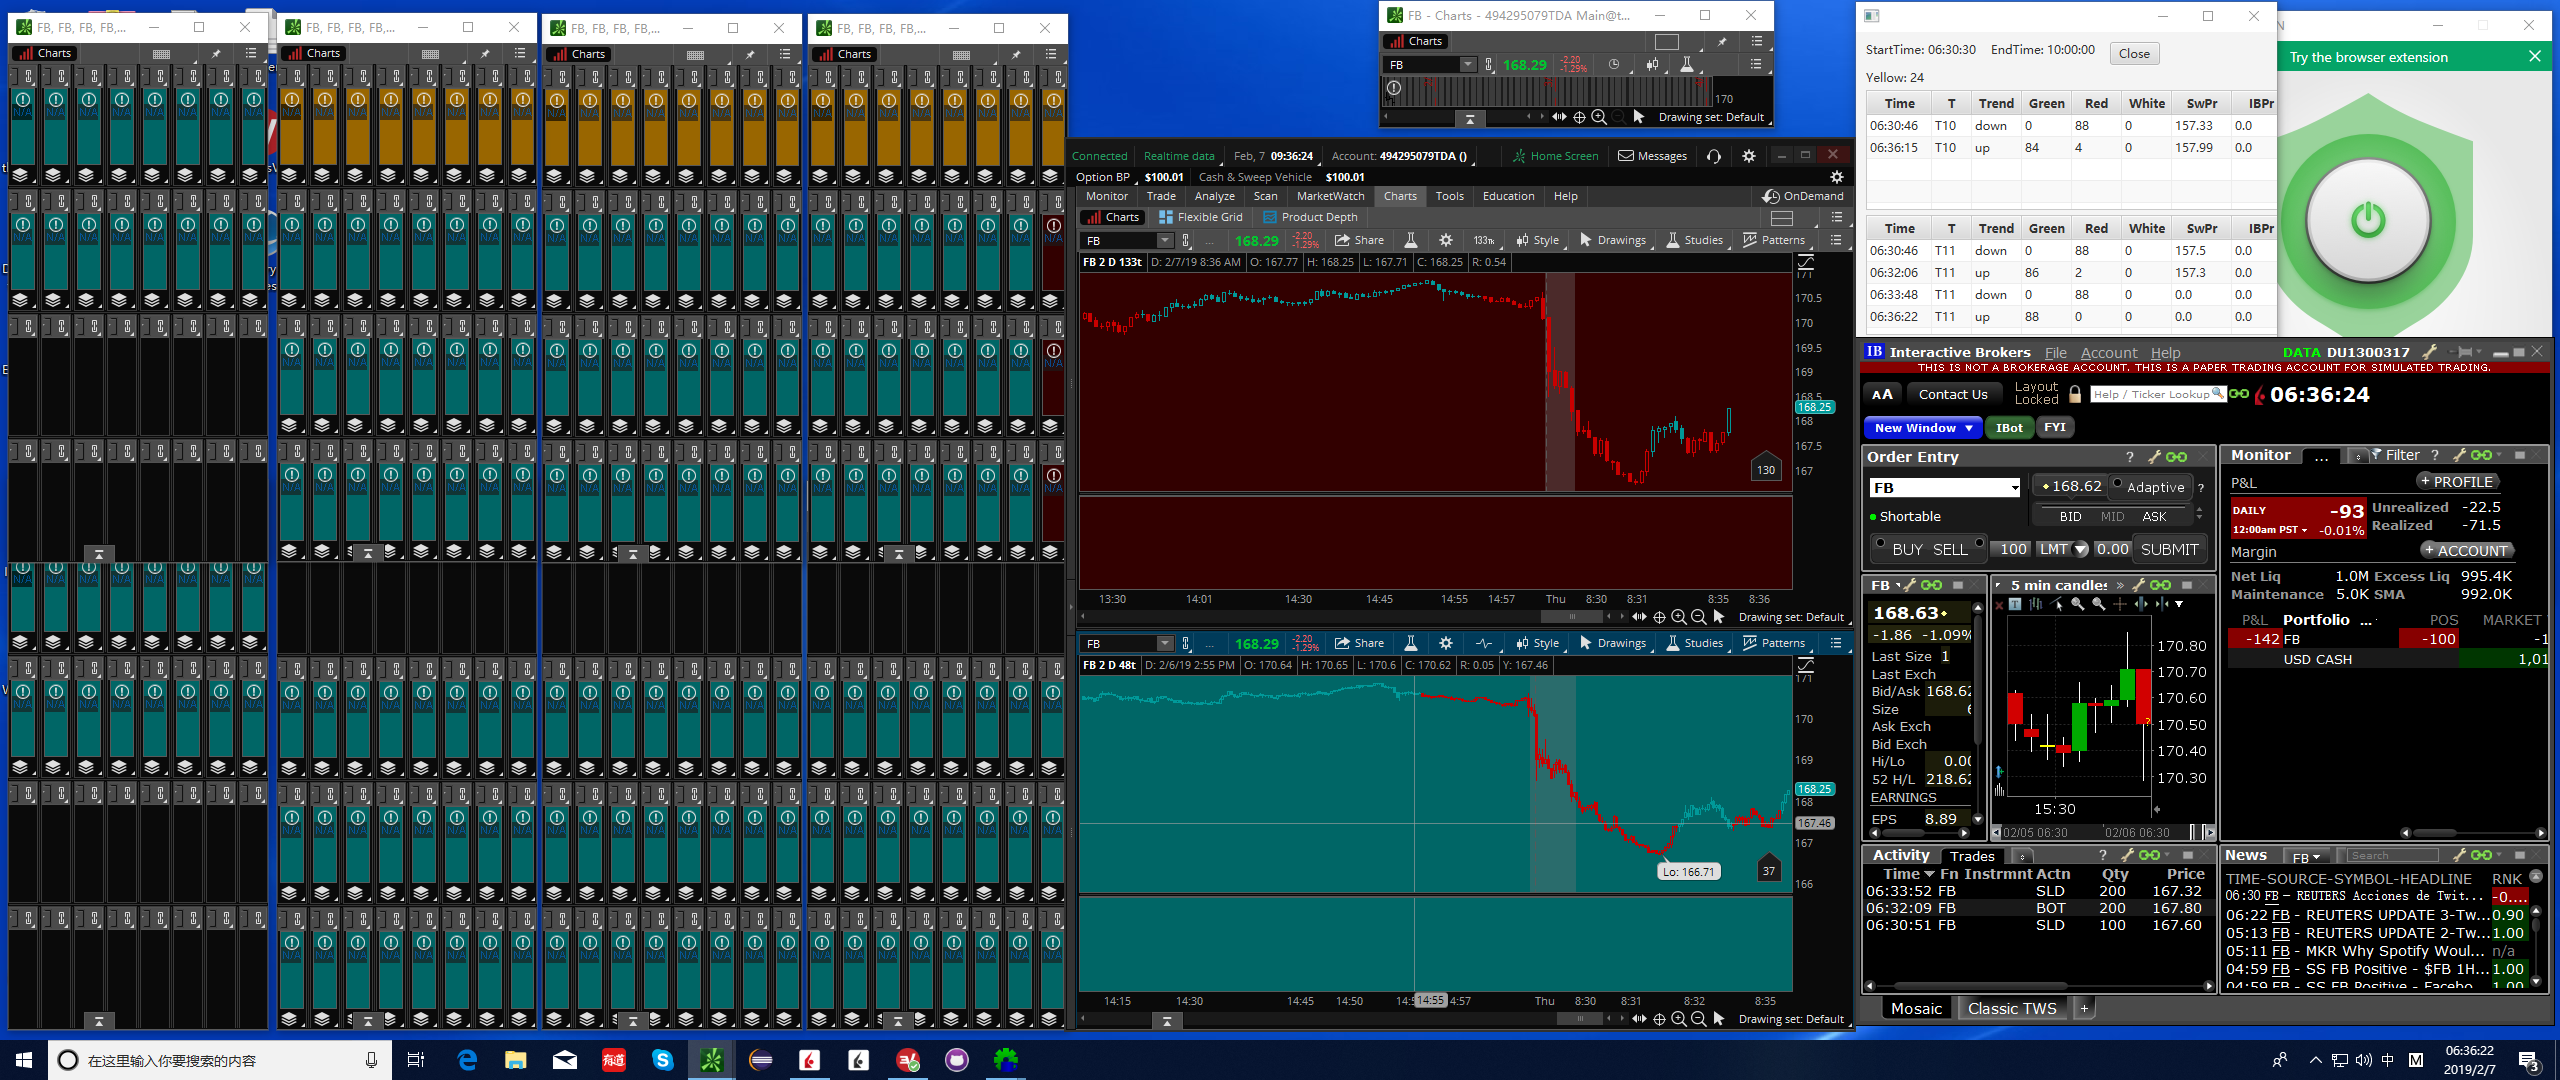 FB, FB, FB, FB,...
Charts
FB, FB, FB, FB,...
Charts
FB, FB, FB, FB,...
Charts
FB, FB, FB, FB,...
Charts
FB - Charts - 494295079TDA Main@t...
Charts
FB 168.29 -2.20 -1.29%
170
Drawing set: Default
Connected Realtime data Feb, 7 09:36:24 Account: 494295079TDA () Home Screen Messages
Option BP $100.01 Cash & Sweep Vehicle $100.01
Monitor Trade Analyze Scan MarketWatch Charts Tools Education Help OnDemand
Charts Flexible Grid Product Depth
FB 168.29 -2.20 -1.29% Share 133tk Style Drawings Studies Patterns
FB 2 D 133t D: 2/7/19 8:36 AM O: 167.77 H: 168.25 L: 167.71 C: 168.25 R: 0.54
171
170.5
170
169.5
169
168.5
168.25
168
167.5
167
130
13:30 14:01 14:30 14:45 14:55 14:57 Thu 8:30 8:31 8:35 8:36
Drawing set: Default
FB 168.29 -2.20 -1.29% Share Style Drawings Studies Patterns
FB 2 D 48t D: 2/6/19 2:55 PM O: 170.64 H: 170.65 L: 170.6 C: 170.62 R: 0.05 Y: 167.46
171
170
169
168.25
168
167.46
167
166
Lo: 166.71
37
14:15 14:30 14:45 14:50 14:55 4:57 Thu 8:30 8:31 8:32 8:35
Drawing set: Default
StartTime: 06:30:30 EndTime: 10:00:00 Close
Yellow: 24
Time T Trend Green Red White SwPr IBPr
06:30:46 T10 down 0 88 0 157.33 0.0
06:36:15 T10 up 84 4 0 157.99 0.0
Time T Trend Green Red White SwPr IBPr
06:30:46 T11 down 0 88 0 157.5 0.0
06:32:06 T11 up 86 2 0 157.3 0.0
06:33:48 T11 down 0 88 0 0.0 0.0
06:36:22 T11 up 88 0 0 0.0 0.0
Try the browser extension
IB Interactive Brokers File Account Help DATA DU1300317
THIS IS NOT A BROKERAGE ACCOUNT. THIS IS A PAPER TRADING ACCOUNT FOR SIMULATED TRADING.
AA Contact Us Layout Locked Help / Ticker Lookup 06:36:24
New Window IBot FYI
Order Entry ?
FB 168.62 Adaptive ?
Shortable BID MID ASK
BUY SELL 100 LMT 0.00 SUBMIT
Monitor ... Filter ?
P&L + PROFILE
DAILY -93 Unrealized -22.5
12:00am PST -0.01% Realized -71.5
Margin + ACCOUNT
Net Liq 1.0M Excess Liq 995.4K
Maintenance 5.0K SMA 992.0K
P&L Portfolio ... POS MARKET
-142 FB -100 -1
USD CASH 1,01
FB
168.63
-1.86 -1.09%
Last Size 1
Last Exch
Bid/Ask 168.62
Size
Ask Exch
Bid Exch
Hi/Lo 0.00
52 H/L 218.62
EARNINGS
EPS 8.89
5 min candles
170.80
170.70
170.60
170.50
170.40
170.30
15:30
02/05 06:30 02/06 06:30
Activity Trades ?
Time Fn Instrmnt Actn Qty Price
06:33:52 FB SLD 200 167.32
06:32:09 FB BOT 200 167.80
06:30:51 FB SLD 100 167.60
News FB Search
TIME-SOURCE-SYMBOL-HEADLINE RNK
06:30 FB - REUTERS Acciones de Twit... -0....
06:22 FB - REUTERS UPDATE 3-Tw... 0.90
05:13 FB - REUTERS UPDATE 2-Tw... 1.00
05:11 FB - MKR Why Spotify Woul... n/a
04:59 FB - SS FB Positive - $FB 1H... 1.00
04:59 FB - SS FB Positive - Facebo... 1.00
Mosaic Classic TWS +
在这里输入你要搜索的内容
有道
中 M
06:36:22
2019/2/7
3